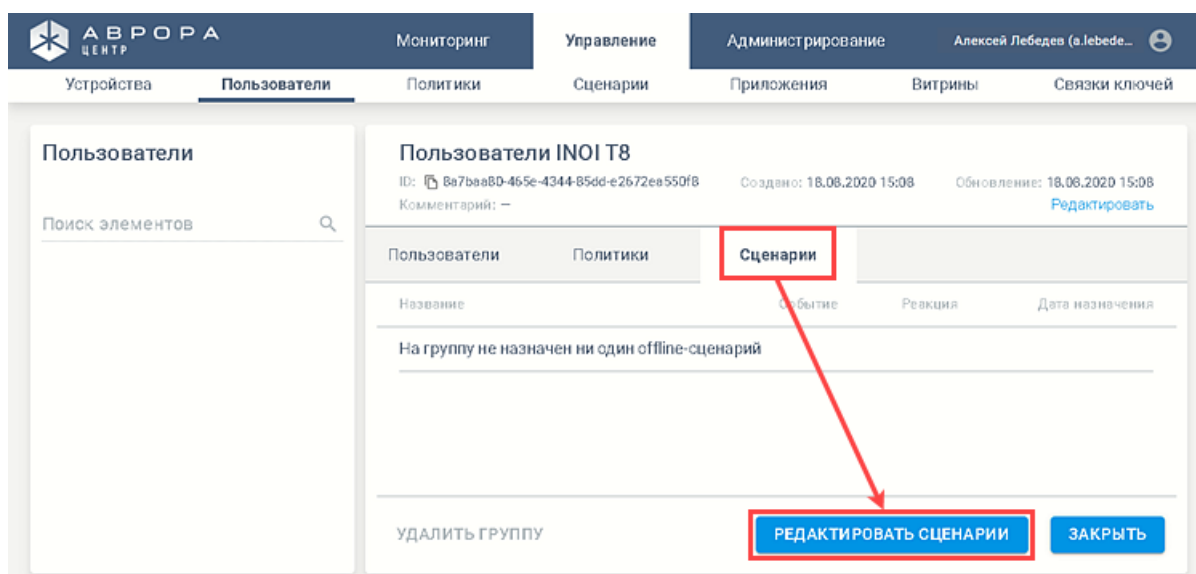 АВРОРА
ЦЕНТР
Мониторинг Управление Администрирование Алексей Лебедев (a.lebede...
Устройства Пользователи Политики Сценарии Приложения Витрины Связки ключей
Пользователи
Поиск элементов
Пользователи INOI T8
ID: 8a7baa80-465e-4344-85dd-e2672ea550f8 Создано: 18.08.2020 15:08 Обновление: 18.08.2020 15:08
Комментарий: — Редактировать
Пользователи Политики Сценарии
Название Событие Реакция Дата назначения
На группу не назначен ни один offline-сценарий
УДАЛИТЬ ГРУППУ РЕДАКТИРОВАТЬ СЦЕНАРИИ ЗАКРЫТЬ